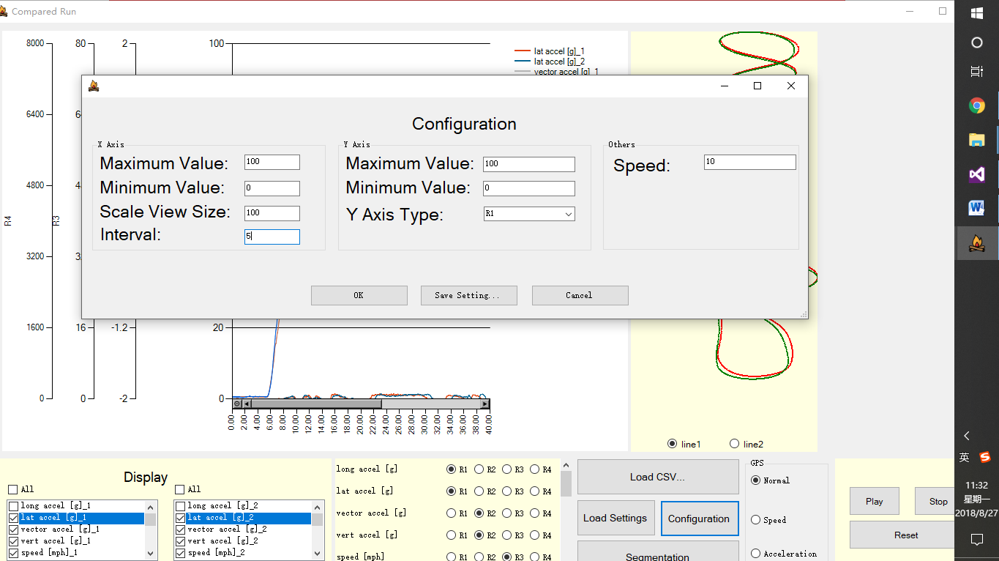 Compared Run
8000
80
2
100
lat accel [g]_1
lat accel [g]_2
vector accel [g]_1
6400
4800
R4
R3
3200
1600
16
-1.2
20
0
0
-2
0
0.00
2.00
4.00
6.00
8.00
10.00
12.00
14.00
16.00
18.00
20.00
22.00
24.00
26.00
28.00
30.00
32.00
34.00
36.00
38.00
40.00
Configuration
X Axis
Maximum Value: 100
Minimum Value: 0
Scale View Size: 100
Interval: 5
Y Axis
Maximum Value: 100
Minimum Value: 0
Y Axis Type: R1
Others
Speed: 10
OK
Save Setting...
Cancel
line1
line2
Display
All
long accel [g]_1
lat accel [g]_1
vector accel [g]_1
vert accel [g]_1
speed [mph]_1
All
long accel [g]_2
lat accel [g]_2
vector accel [g]_2
vert accel [g]_2
speed [mph]_2
long accel [g] R1 R2 R3 R4
lat accel [g] R1 R2 R3 R4
vector accel [g] R1 R2 R3 R4
vert accel [g] R1 R2 R3 R4
speed [mph] R1 R2 R3 R4
Load CSV...
Load Settings
Configuration
Segmentation
GPS
Normal
Speed
Acceleration
Play
Stop
Reset
英
11:32
星期一
2018/8/27